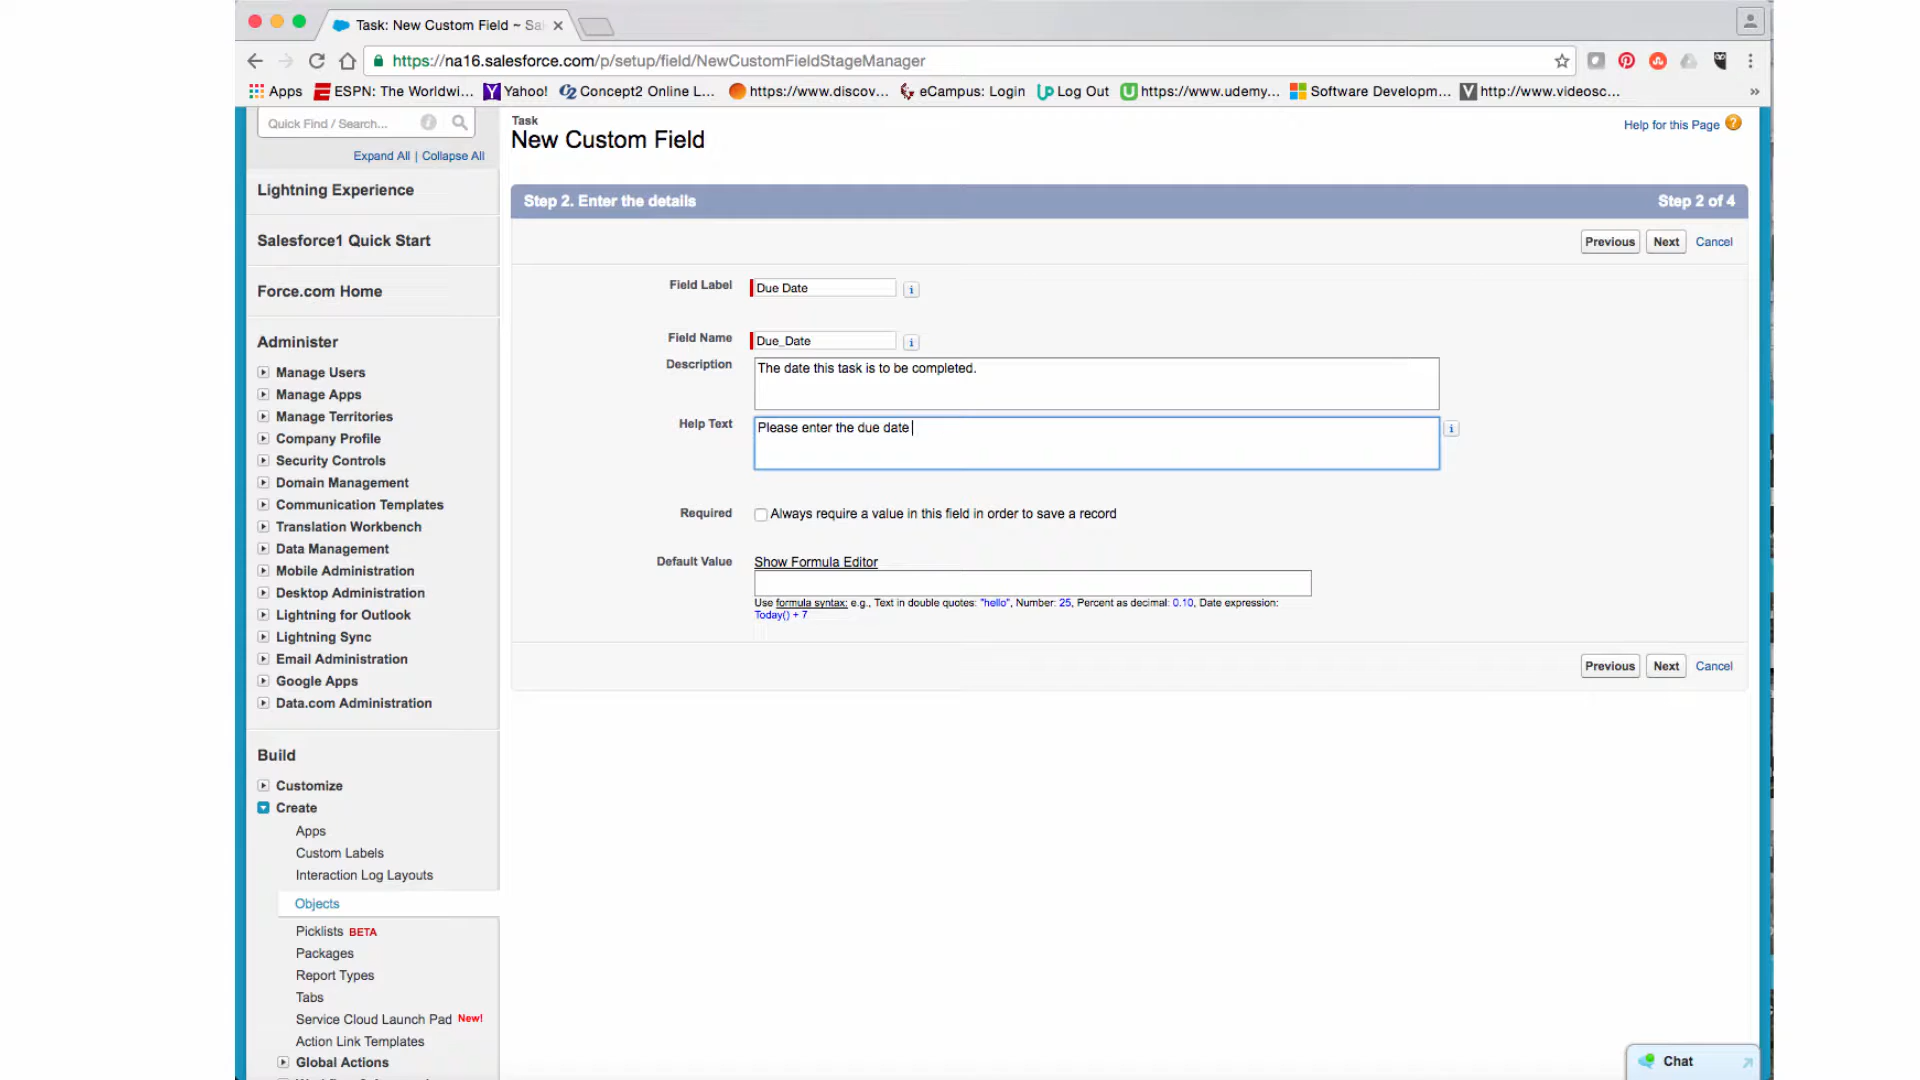 Task: New Custom Field ~ Sa
https://na16.salesforce.com/p/setup/field/NewCustomFieldStageManager
Apps ESPN: The Worldwi... Yahoo! Concept2 Online L... https://www.discov... eCampus: Login Log Out https://www.udemy... Software Developm... http://www.videosc... »
Quick Find / Search...
Expand All | Collapse All
Lightning Experience
Salesforce1 Quick Start
Force.com Home
Administer
Manage Users
Manage Apps
Manage Territories
Company Profile
Security Controls
Domain Management
Communication Templates
Translation Workbench
Data Management
Mobile Administration
Desktop Administration
Lightning for Outlook
Lightning Sync
Email Administration
Google Apps
Data.com Administration
Build
Customize
Create
Apps
Custom Labels
Interaction Log Layouts
Objects
Picklists BETA
Packages
Report Types
Tabs
Service Cloud Launch Pad New!
Action Link Templates
Global Actions
Task
New Custom Field
Help for this Page ?
Step 2. Enter the details Step 2 of 4
Previous Next Cancel
Field Label Due Date i
Field Name Due_Date i
Description The date this task is to be completed.
Help Text Please enter the due date i
Required Always require a value in this field in order to save a record
Default Value Show Formula Editor
Use formula syntax: e.g., Text in double quotes: "hello", Number: 25, Percent as decimal: 0.10, Date expression:
Today() + 7
Previous Next Cancel
Chat